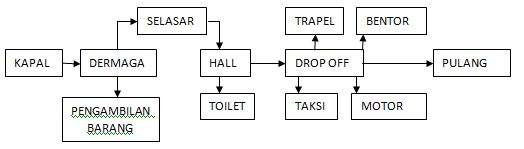 SELASAR
TRAPEL
BENTOR
KAPAL
DERMAGA
HALL
DROP OFF
PULANG
PENGAMBILAN
BARANG
TOILET
TAKSI
MOTOR